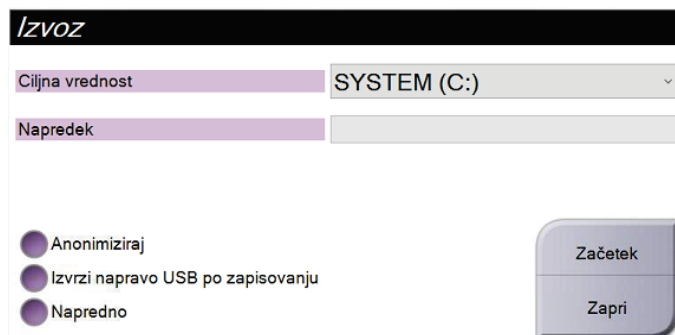 Izvoz
Ciljna vrednost
SYSTEM (C:)
Napredek
Anonimiziraj
Izvrzi napravo USB po zapisovanju
Napredno
Začetek
Zapri